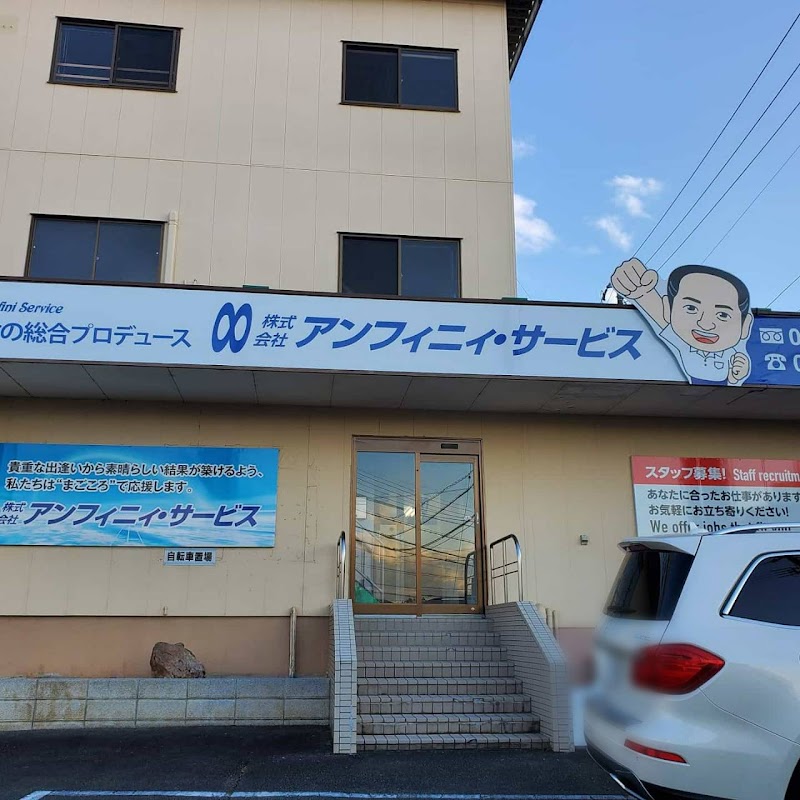 fini Service
の総合プロデュース
株式会社 アンフィニィ・サービス
0
0
貴重な出逢いから素晴らしい結果が築けるよう、
私たちは“まごころ”で応援します。
株式会社 アンフィニィ・サービス
自転車置場
スタッフ募集! Staff recruitm
あなたに合ったお仕事があります
お気軽にお立ち寄りください!
We offer jobs that